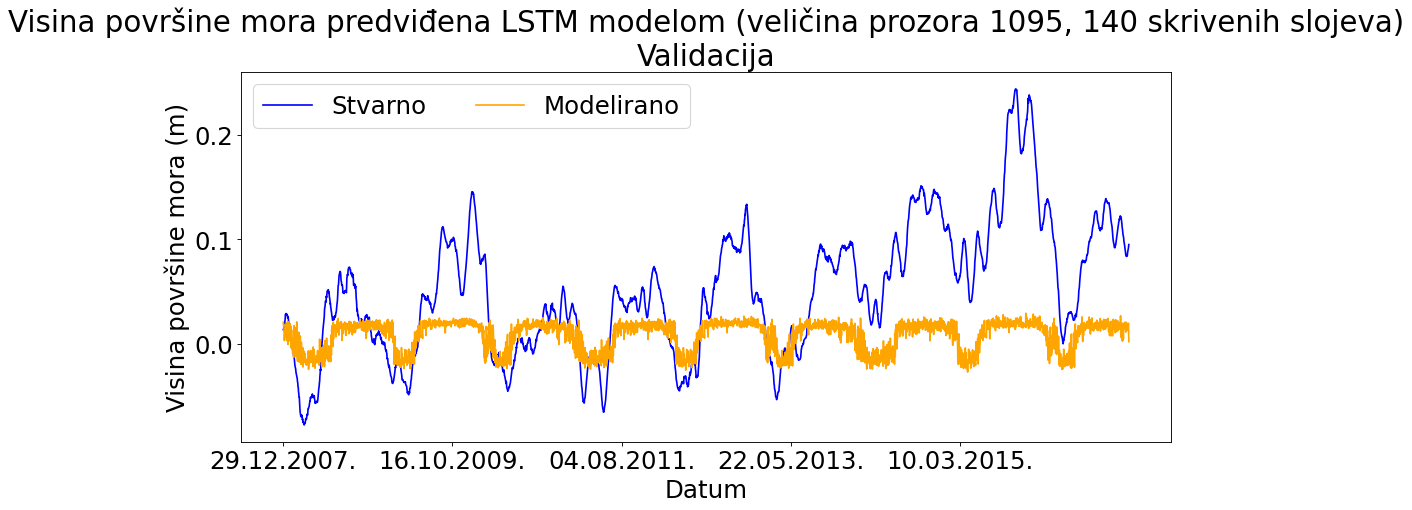 Visina površine mora predviđena LSTM modelom (veličina prozora 1095, 140 skrivenih slojeva)
Validacija
Stvarno Modelirano
Visina površine mora (m)
0.2
0.1
0.0
29.12.2007. 16.10.2009. 04.08.2011. 22.05.2013. 10.03.2015.
Datum